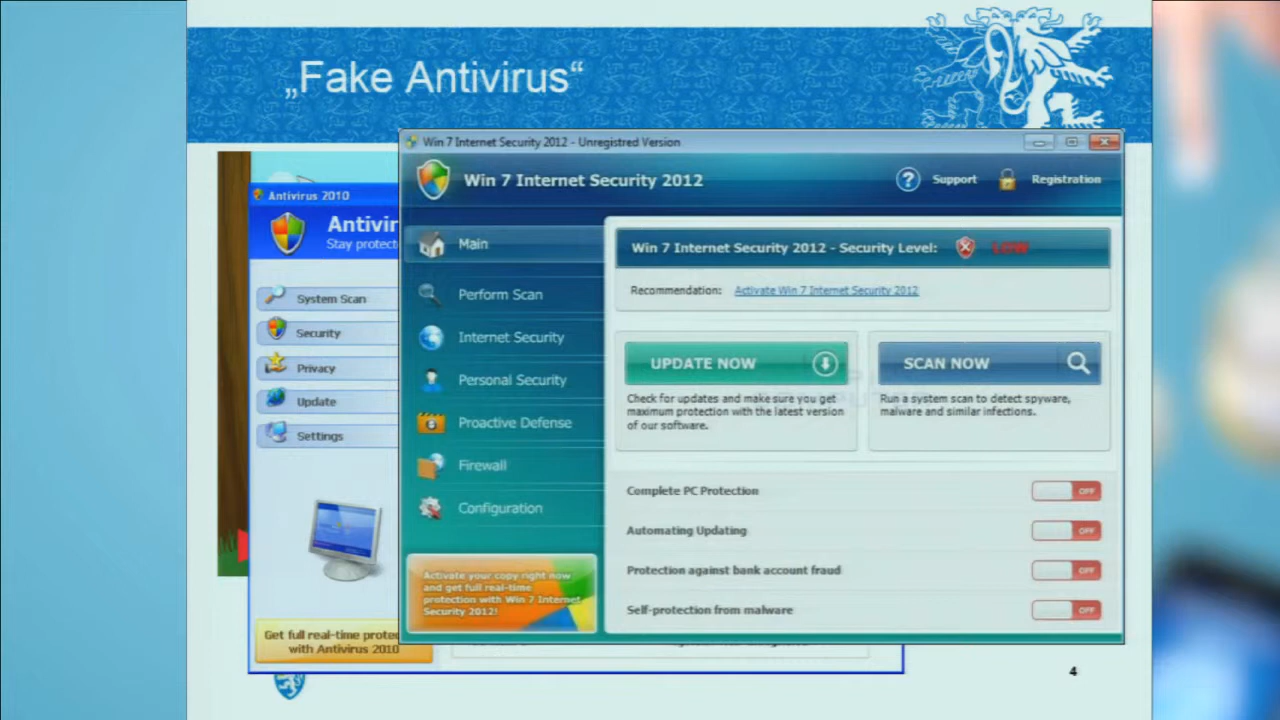 „Fake Antivirus“
Win 7 Internet Security 2012 - Unregistred Version
Win 7 Internet Security 2012
Support
Registration
Antivirus 2010
Antivir
Stay protect
System Scan
Security
Privacy
Update
Settings
Get full real-time protec
with Antivirus 2010
Main
Perform Scan
Internet Security
Personal Security
Proactive Defense
Firewall
Configuration
Activate your copy right now
and get full real-time
protection with Win 7 Internet
Security 2012!
Win 7 Internet Security 2012 - Security Level:
LOW
Recommendation:
Activate Win 7 Internet Security 2012
UPDATE NOW
Check for updates and make sure you get
maximum protection with the latest version
of our software.
SCAN NOW
Run a system scan to detect spyware,
malware and similar infections.
Complete PC Protection
OFF
Automating Updating
OFF
Protection against bank account fraud
OFF
Self-protection from malware
OFF
4